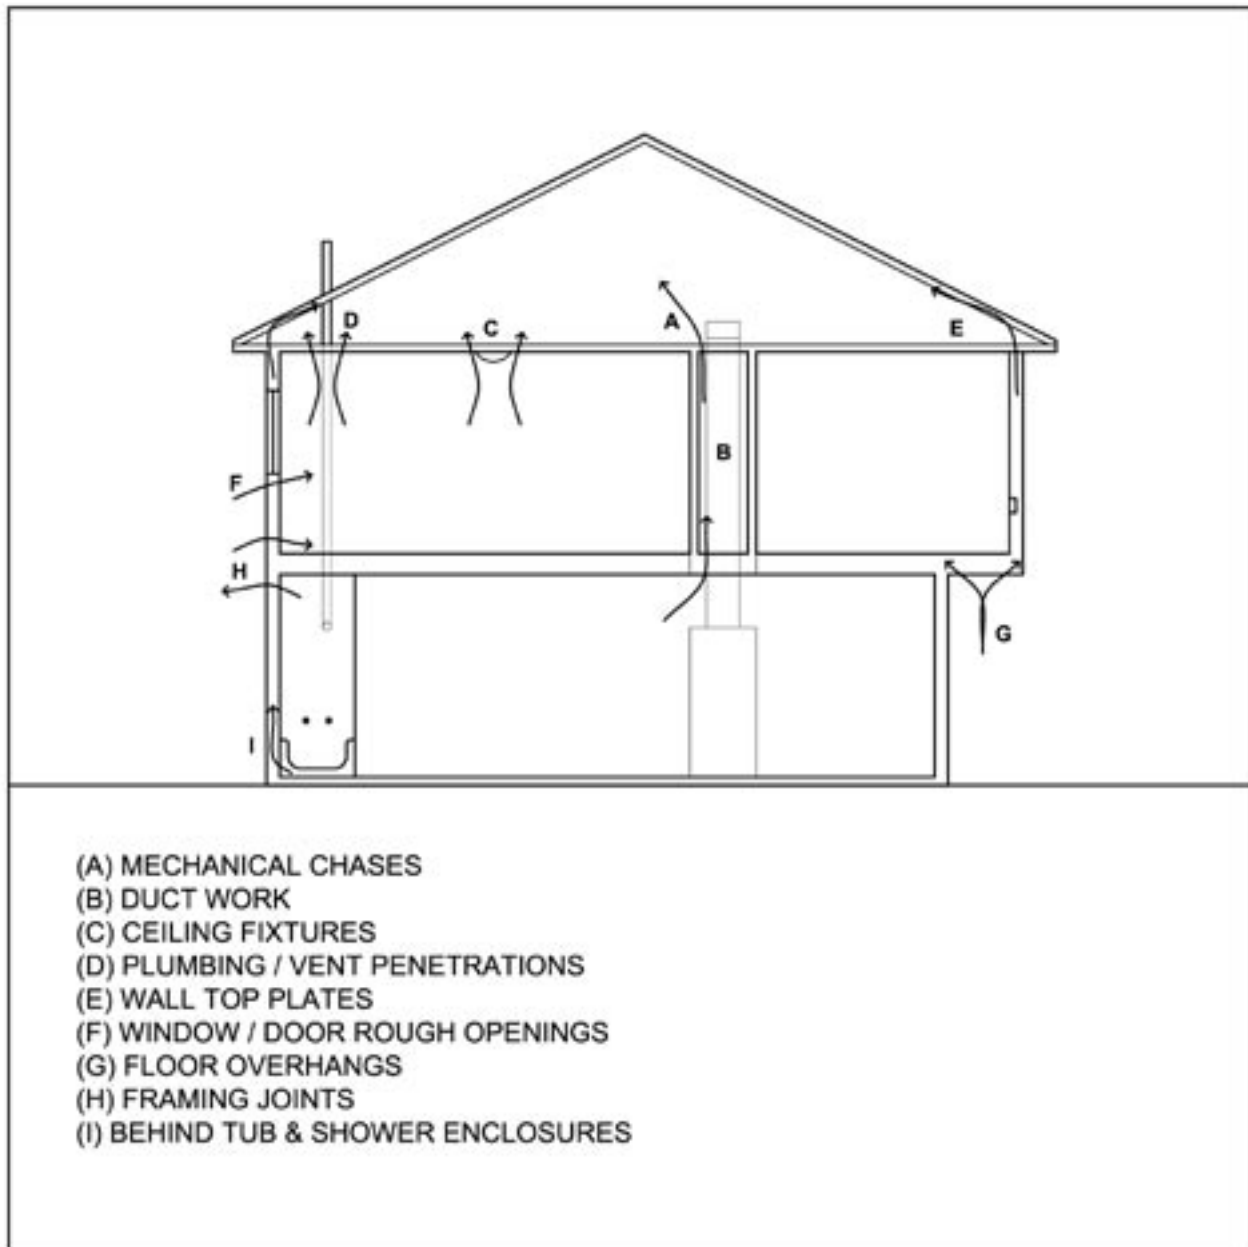 D
C
A
E
B
F
H
G
I
(A) MECHANICAL CHASES
(B) DUCT WORK
(C) CEILING FIXTURES
(D) PLUMBING / VENT PENETRATIONS
(E) WALL TOP PLATES
(F) WINDOW / DOOR ROUGH OPENINGS
(G) FLOOR OVERHANGS
(H) FRAMING JOINTS
(I) BEHIND TUB & SHOWER ENCLOSURES